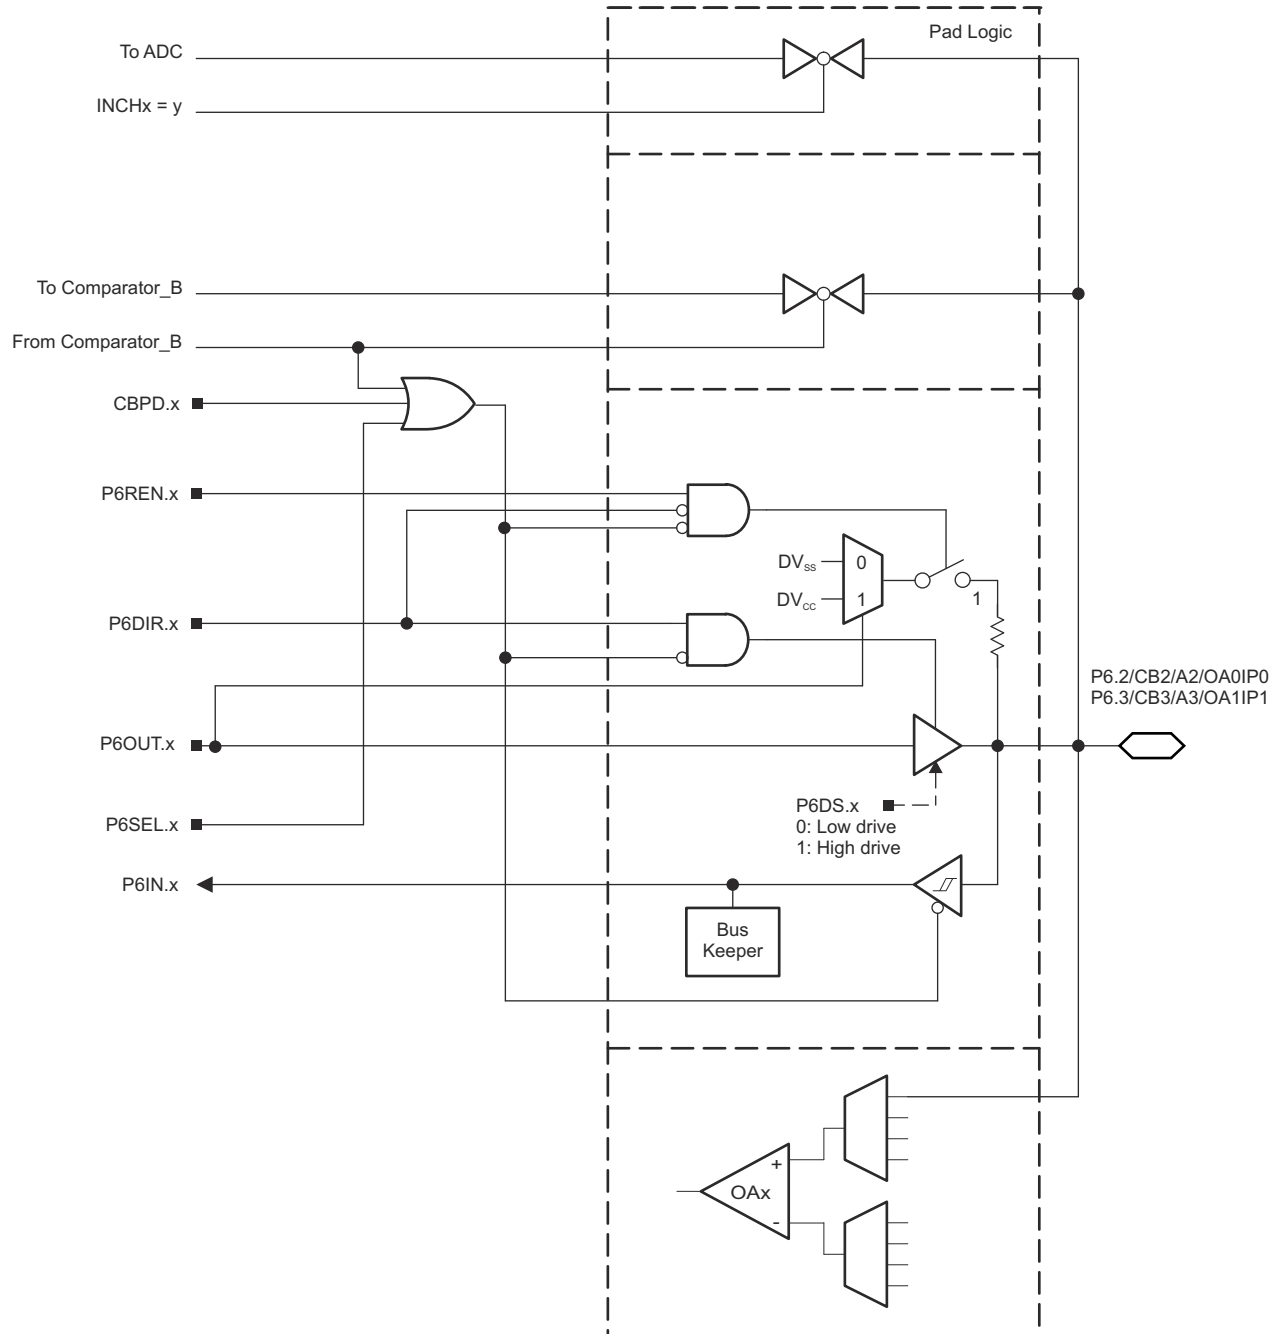 Pad Logic
To ADC
INCHx = y
To Comparator_B
From Comparator_B
CBPD.x
P6REN.x
DVSS
0
DVCC
1
1
P6DIR.x
P6.2/CB2/A2/OA0IP0
P6.3/CB3/A3/OA1IP1
P6OUT.x
P6DS.x
0: Low drive
1: High drive
P6SEL.x
P6IN.x
Bus
Keeper
+
OAx
-